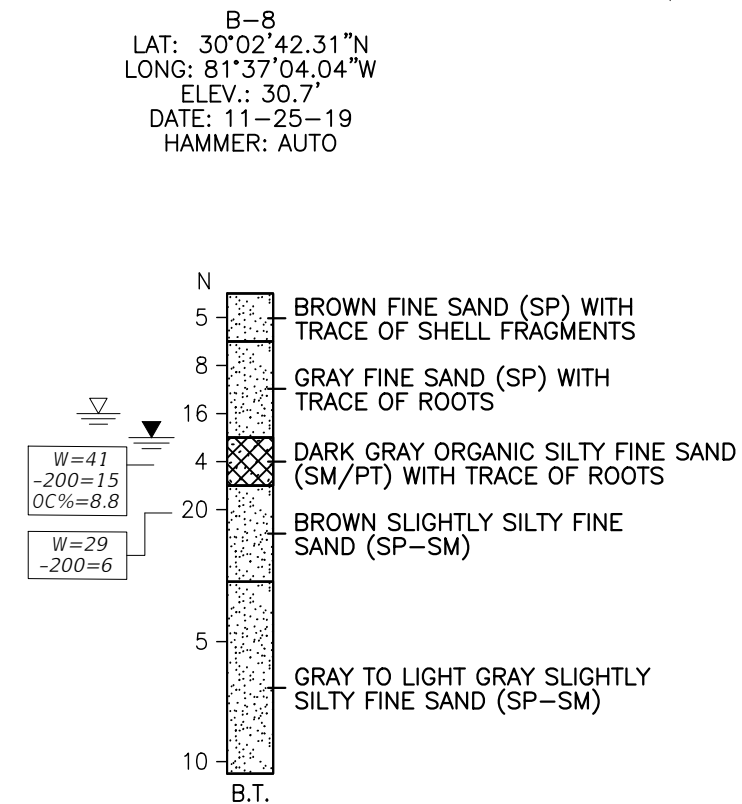 B-8
LAT: 30°02'42.31"N
LONG: 81°37'04.04"W
ELEV.: 30.7'
DATE: 11-25-19
HAMMER: AUTO
N
5
BROWN FINE SAND (SP) WITH
TRACE OF SHELL FRAGMENTS
8
GRAY FINE SAND (SP) WITH
TRACE OF ROOTS
16
W=41
-200=15
OC%=8.8
4
DARK GRAY ORGANIC SILTY FINE SAND
(SM/PT) WITH TRACE OF ROOTS
20
W=29
-200=6
BROWN SLIGHTLY SILTY FINE
SAND (SP-SM)
5
GRAY TO LIGHT GRAY SLIGHTLY
SILTY FINE SAND (SP-SM)
10
B.T.